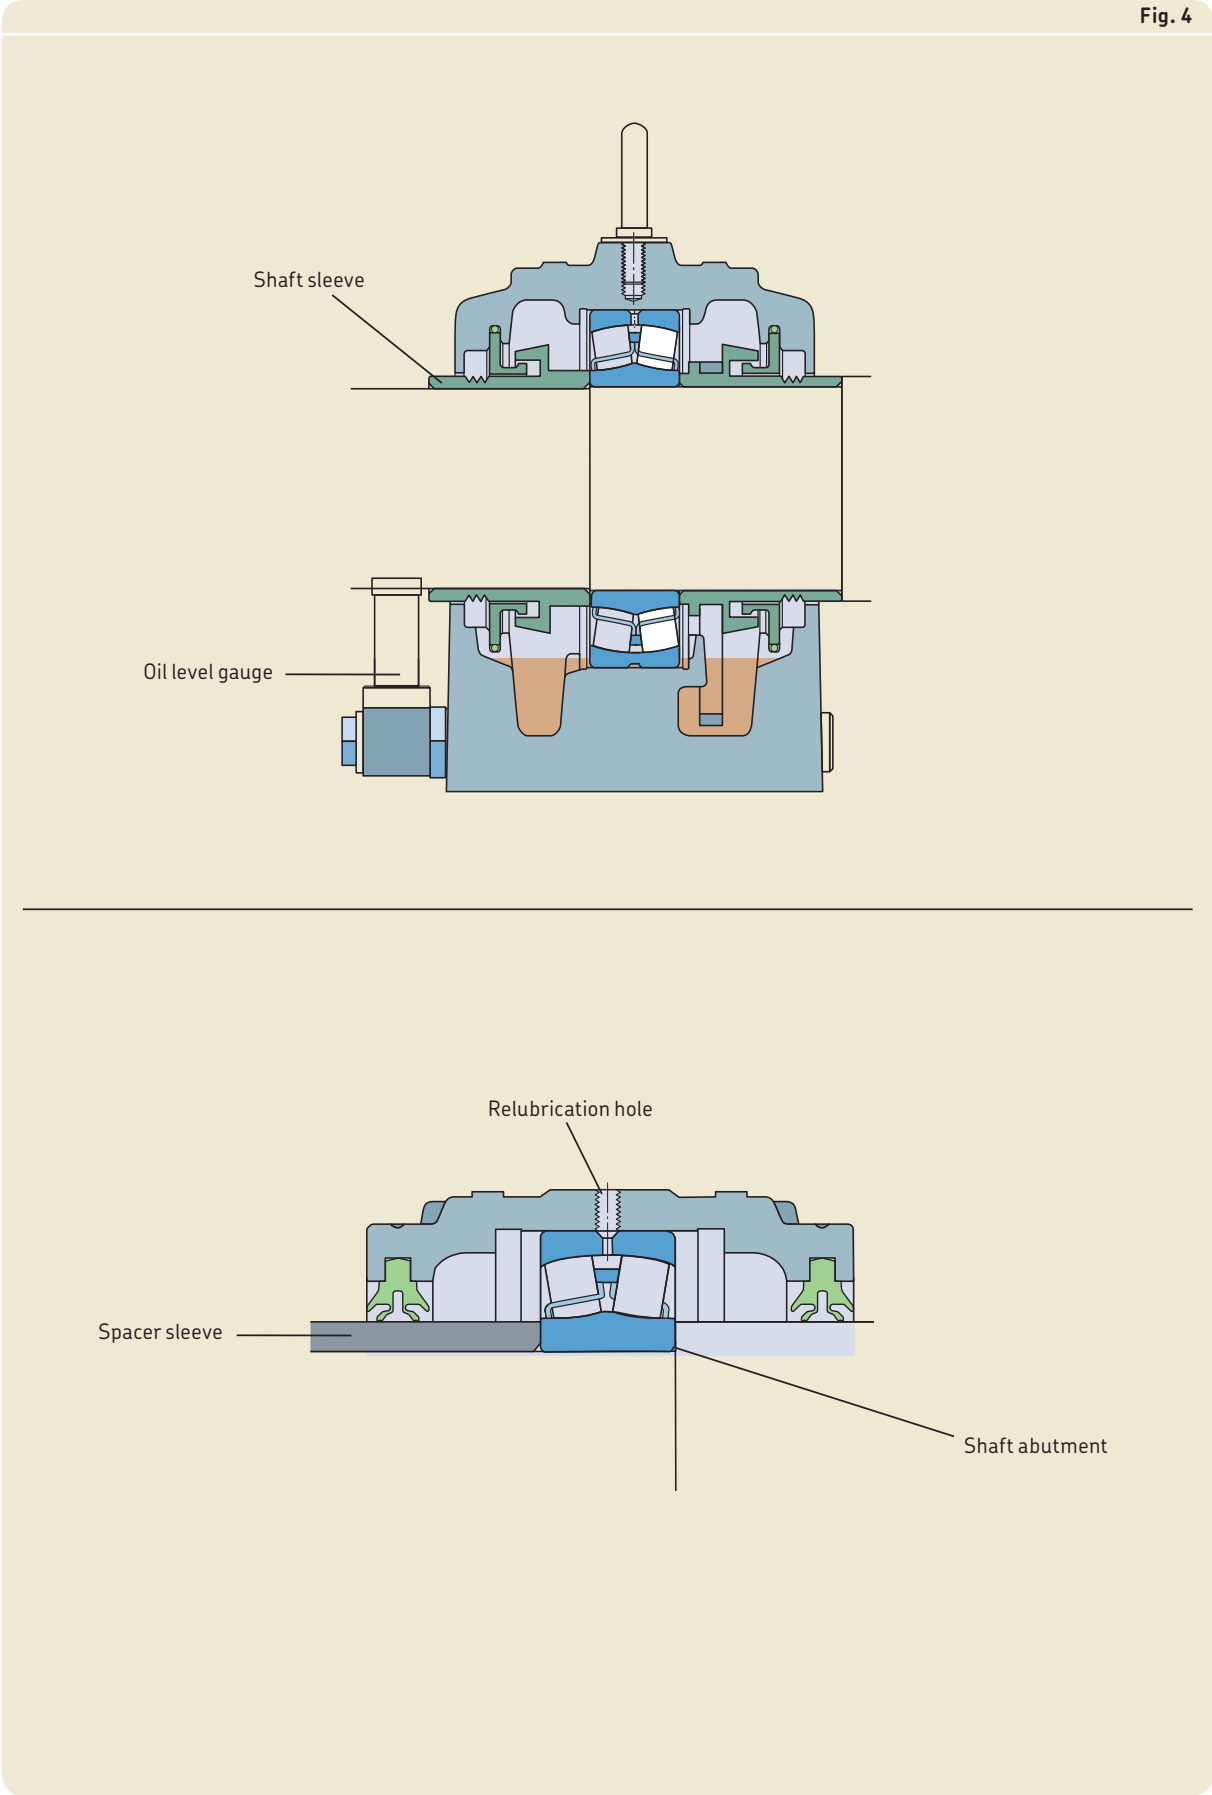 Fig. 4
Shaft sleeve
Oil level gauge
Relubrication hole
Spacer sleeve
Shaft abutment